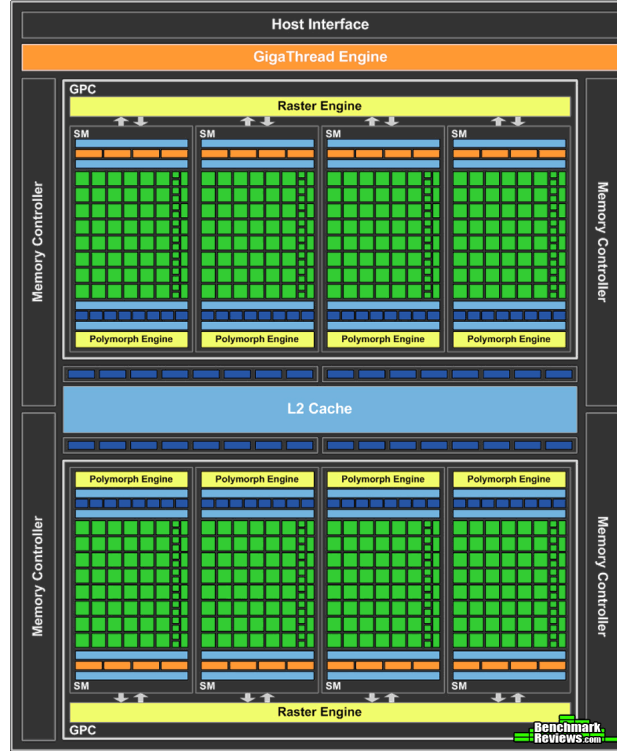 Host Interface
GigaThread Engine
GPC
Raster Engine
SM
SM
SM
SM
Memory Controller
Memory Controller
Polymorph Engine
Polymorph Engine
Polymorph Engine
Polymorph Engine
L2 Cache
Memory Controller
Memory Controller
Polymorph Engine
Polymorph Engine
Polymorph Engine
Polymorph Engine
SM
SM
SM
SM
Raster Engine
GPC
Benchmark
Reviews.com